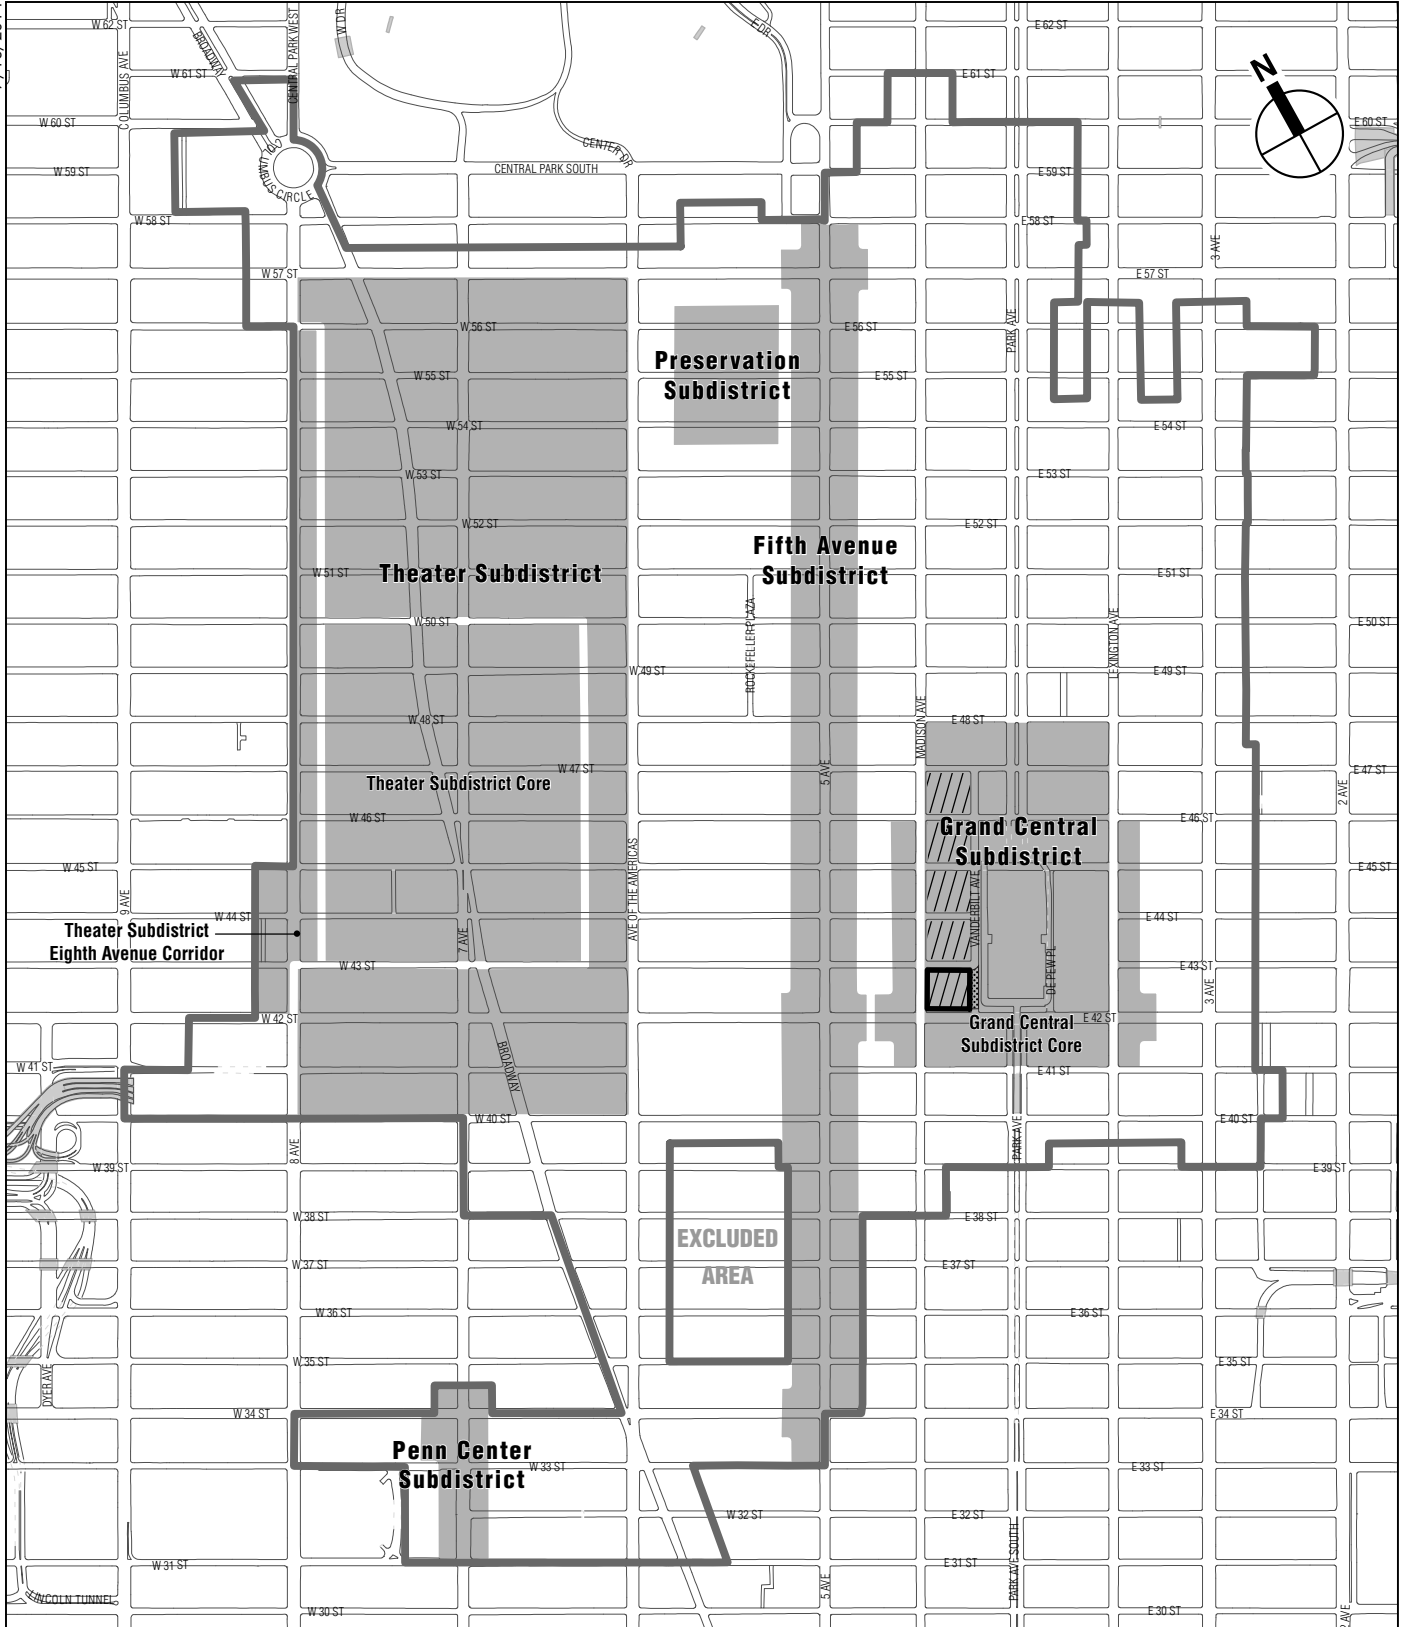 W 62 ST
W DR
E DR
E 62 ST
BROADWAY
CENTRAL PARK WEST
COLUMBUS AVE
W 61 ST
E 61 ST
N
W 60 ST
E 60 ST
COLUMBUS CIRCLE
CENTER DR
W 59 ST
CENTRAL PARK SOUTH
E 59 ST
W 58 ST
E 58 ST
3 AVE
W 57 ST
E 57 ST
W 56 ST
E 56 ST
PARK AVE
Preservation
Subdistrict
W 55 ST
E 55 ST
W 54 ST
E 54 ST
W 53 ST
E 53 ST
W 52 ST
E 52 ST
Fifth Avenue
Subdistrict
W 51 ST
Theater Subdistrict
E 51 ST
W 50 ST
ROCKEFELLER PLAZA
LEXINGTON AVE
E 50 ST
W 49 ST
E 49 ST
W 48 ST
MADISON AVE
E 48 ST
W 47 ST
5 AVE
E 47 ST
2 AVE
Theater Subdistrict Core
W 46 ST
E 46 ST
Grand Central
Subdistrict
W 45 ST
AVE OF THE AMERICAS
E 45 ST
9 AVE
VANDERBILT AVE
W 44 ST
E 44 ST
Theater Subdistrict
Eighth Avenue Corridor
7 AVE
W 43 ST
DEPEW PL
E 43 ST
3 AVE
W 42 ST
E 42 ST
Grand Central
Subdistrict Core
W 41 ST
BROADWAY
E 41 ST
W 40 ST
E 40 ST
8 AVE
PARK AVE
W 39 ST
E 39 ST
W 38 ST
E 38 ST
EXCLUDED
AREA
W 37 ST
E 37 ST
W 36 ST
E 36 ST
W 35 ST
E 35 ST
DYER AVE
W 34 ST
E 34 ST
Penn Center
Subdistrict
W 33 ST
E 33 ST
W 32 ST
E 32 ST
PARK AVE SOUTH
W 31 ST
E 31 ST
5 AVE
LINCOLN TUNNEL
W 30 ST
E 30 ST